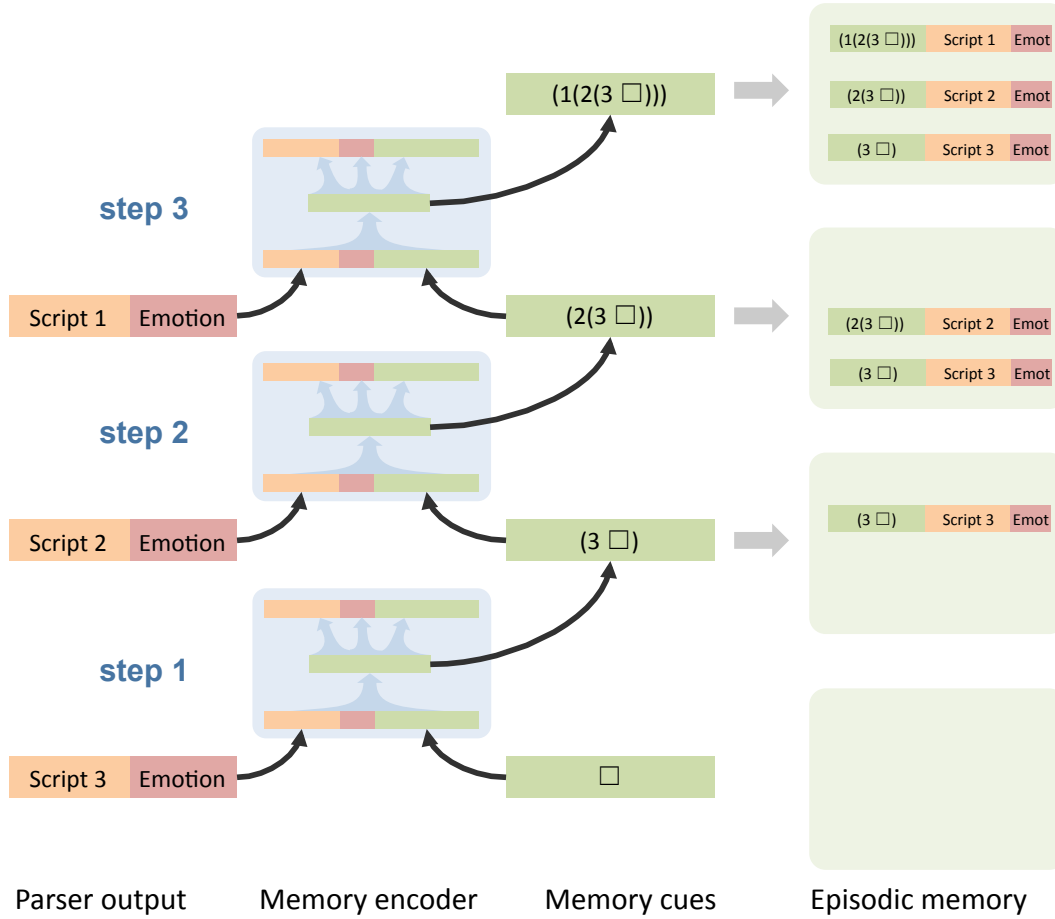 (1(2(3 □))) Script 1 Emot
(1(2(3 □)))
(2(3 □)) Script 2 Emot
(3 □) Script 3 Emot
step 3
Script 1 Emotion
(2(3 □))
(2(3 □)) Script 2 Emot
(3 □) Script 3 Emot
step 2
Script 2 Emotion
(3 □)
(3 □) Script 3 Emot
step 1
Script 3 Emotion
□
Parser output Memory encoder Memory cues Episodic memory